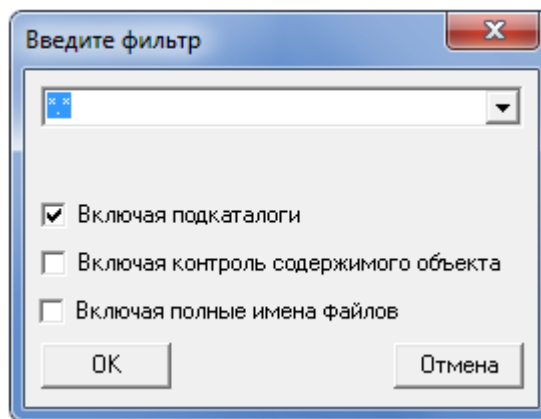 Введите фильтр
*.*
Включая подкаталоги
Включая контроль содержимого объекта
Включая полные имена файлов
OK
Отмена